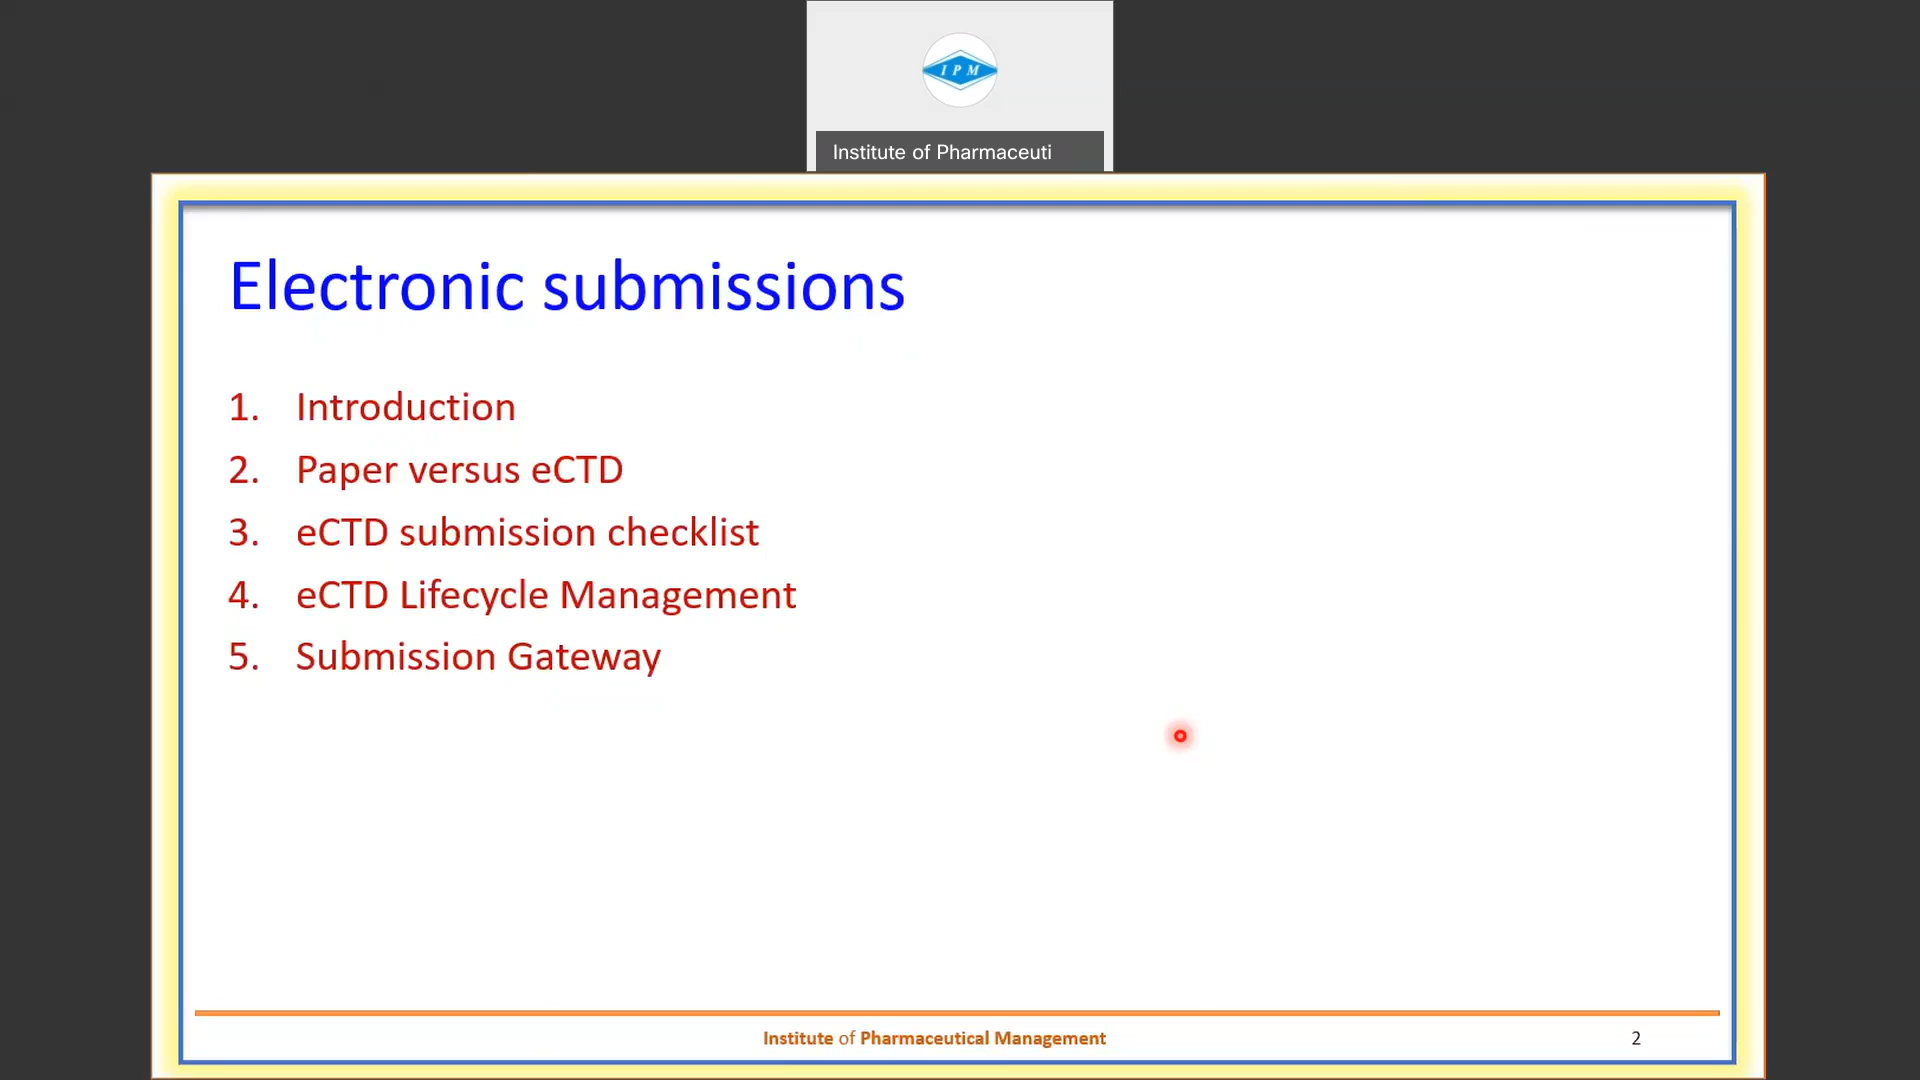 I P M
Institute of Pharmaceuti
Electronic submissions
1. Introduction
2. Paper versus eCTD
3. eCTD submission checklist
4. eCTD Lifecycle Management
5. Submission Gateway
Institute of Pharmaceutical Management
2